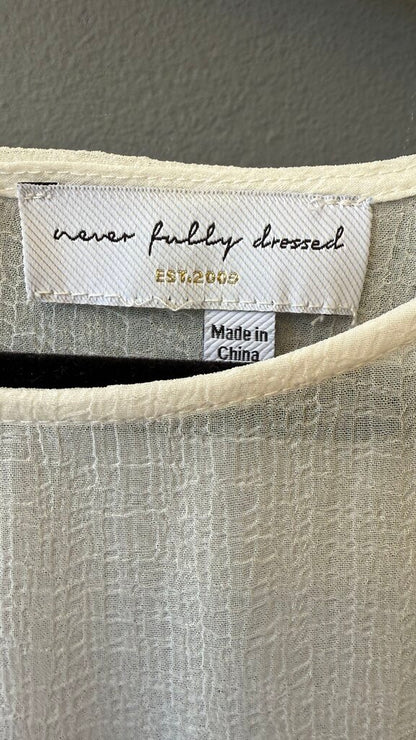 never fully dressed
EST.2009
Made in
China